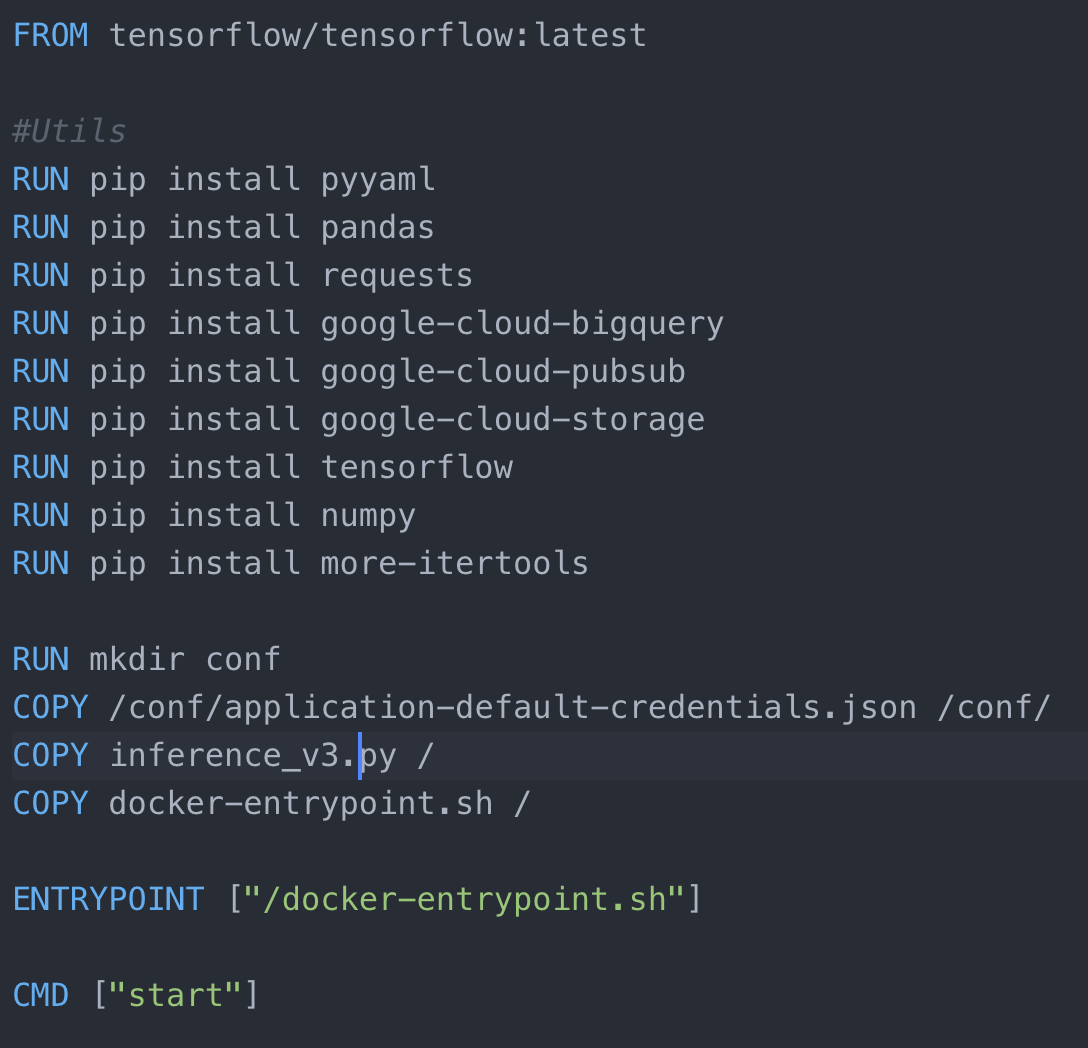 FROM tensorflow/tensorflow:latest
#Utils
RUN pip install pyyaml
RUN pip install pandas
RUN pip install requests
RUN pip install google-cloud-bigquery
RUN pip install google-cloud-pubsub
RUN pip install google-cloud-storage
RUN pip install tensorflow
RUN pip install numpy
RUN pip install more-itertools
RUN mkdir conf
COPY /conf/application-default-credentials.json /conf/
COPY inference_v3.py /
COPY docker-entrypoint.sh /
ENTRYPOINT ["/docker-entrypoint.sh"]
CMD ["start"]